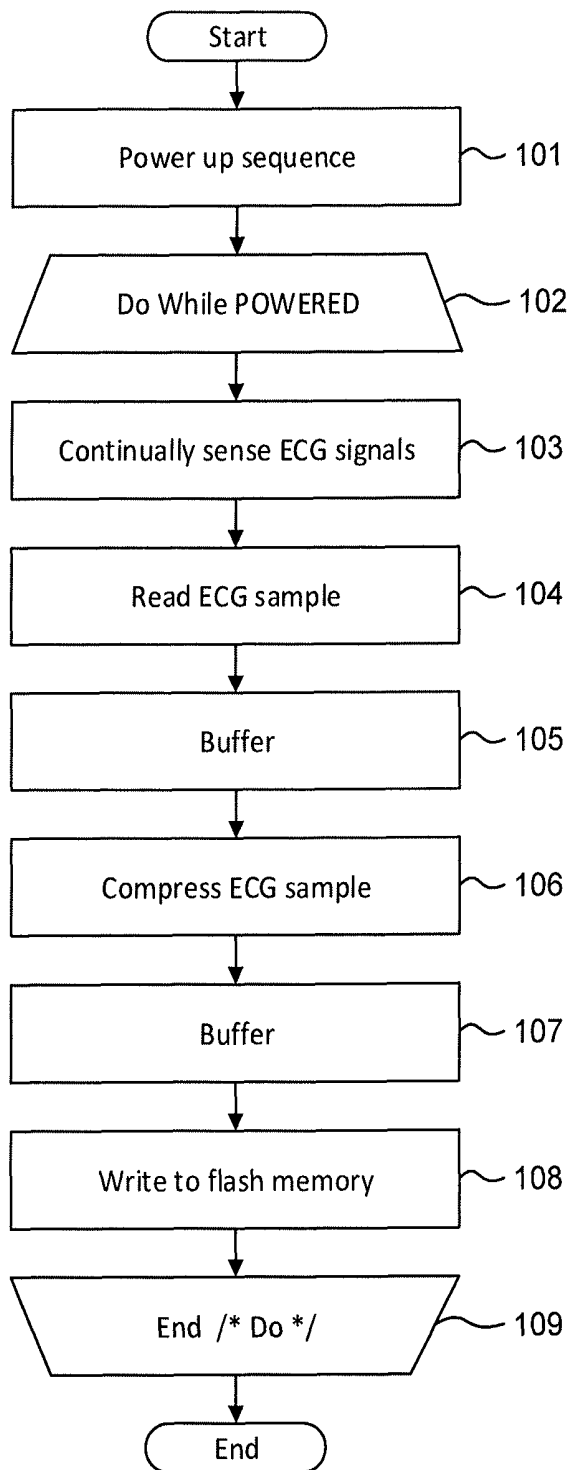 Start
Power up sequence 101
Do While POWERED 102
Continually sense ECG signals 103
Read ECG sample 104
Buffer 105
Compress ECG sample 106
Buffer 107
Write to flash memory 108
End /* Do */ 109
End